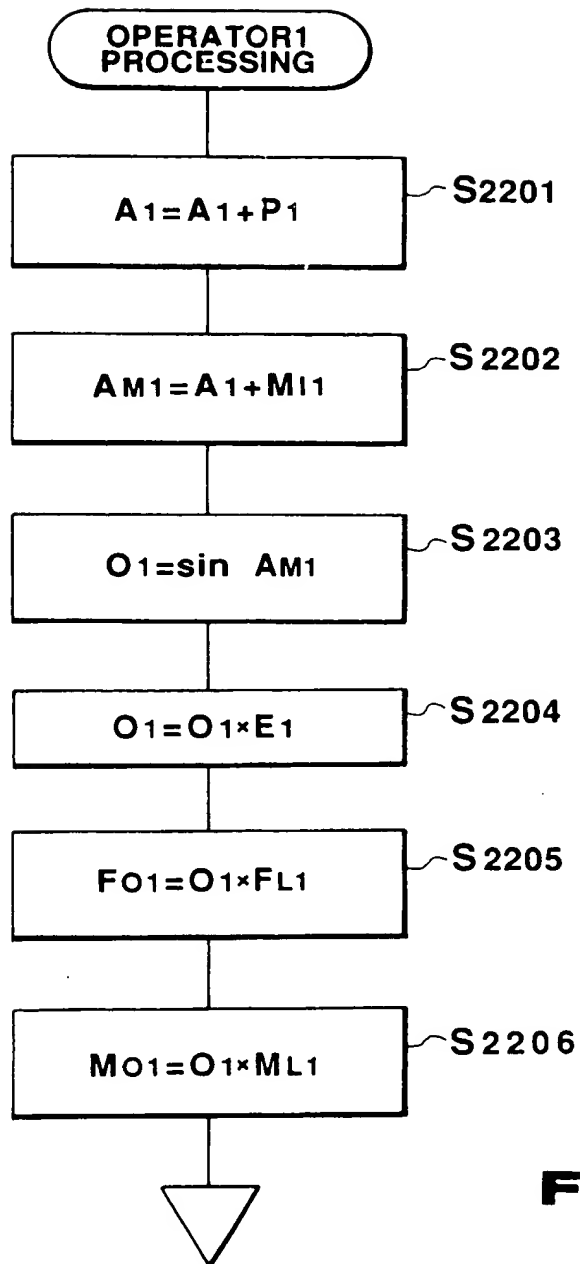 OPERATOR1
PROCESSING
A1=A1+P1
S2201
AM1=A1+MI1
S2202
O1=sin AM1
S2203
O1=O1×E1
S2204
FO1=O1×FL1
S2205
MO1=O1×ML1
S2206
F